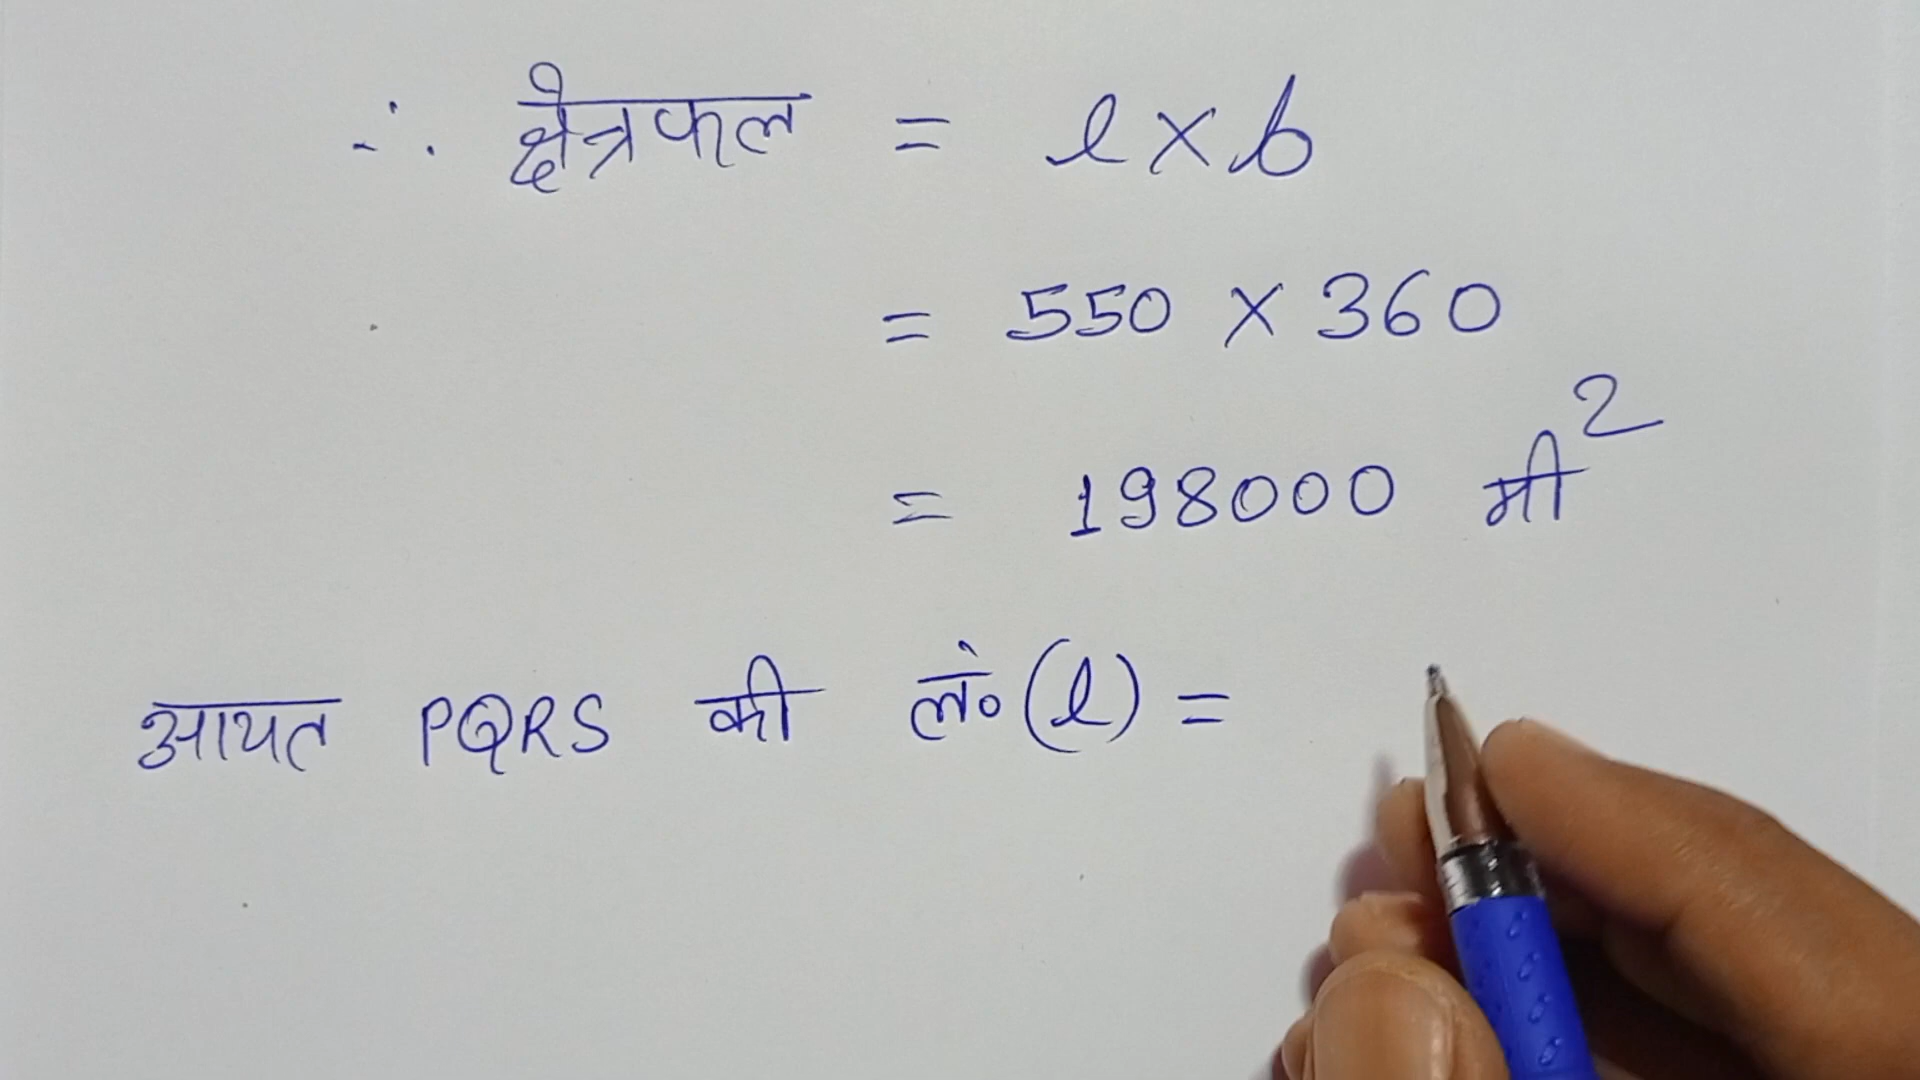 ∴ क्षेत्रफल = l × b
= 550 × 360
= 198000 मी²
आयत PQRS की लं० (l) =